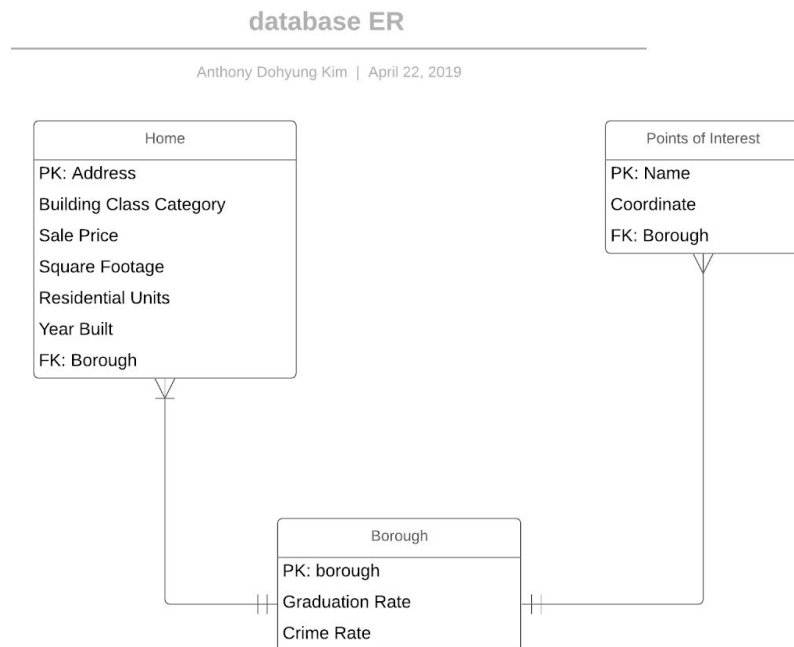 database ER
Anthony Dohyung Kim | April 22, 2019
Home
PK: Address
Building Class Category
Sale Price
Square Footage
Residential Units
Year Built
FK: Borough
Points of Interest
PK: Name
Coordinate
FK: Borough
Borough
PK: borough
Graduation Rate
Crime Rate